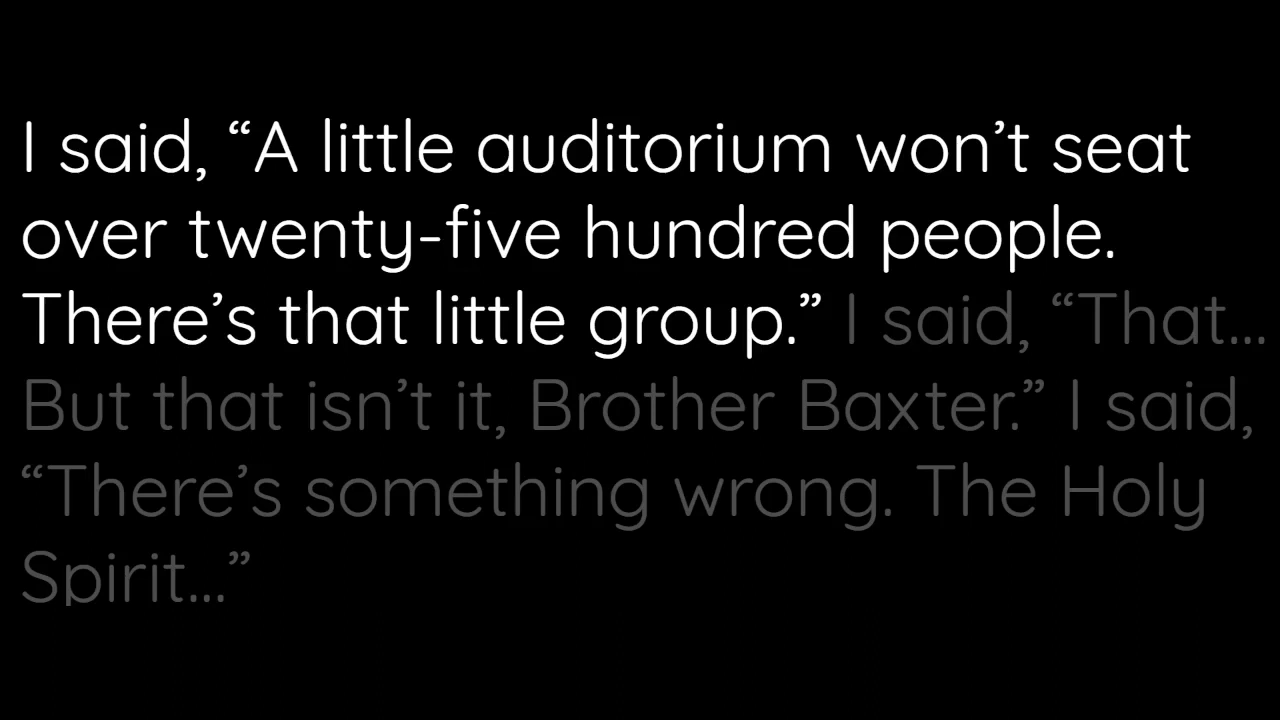 I said, “A little auditorium won’t seat
over twenty-five hundred people.
There’s that little group.” I said, “That...
But that isn’t it, Brother Baxter.” I said,
“There’s something wrong. The Holy
Spirit...”